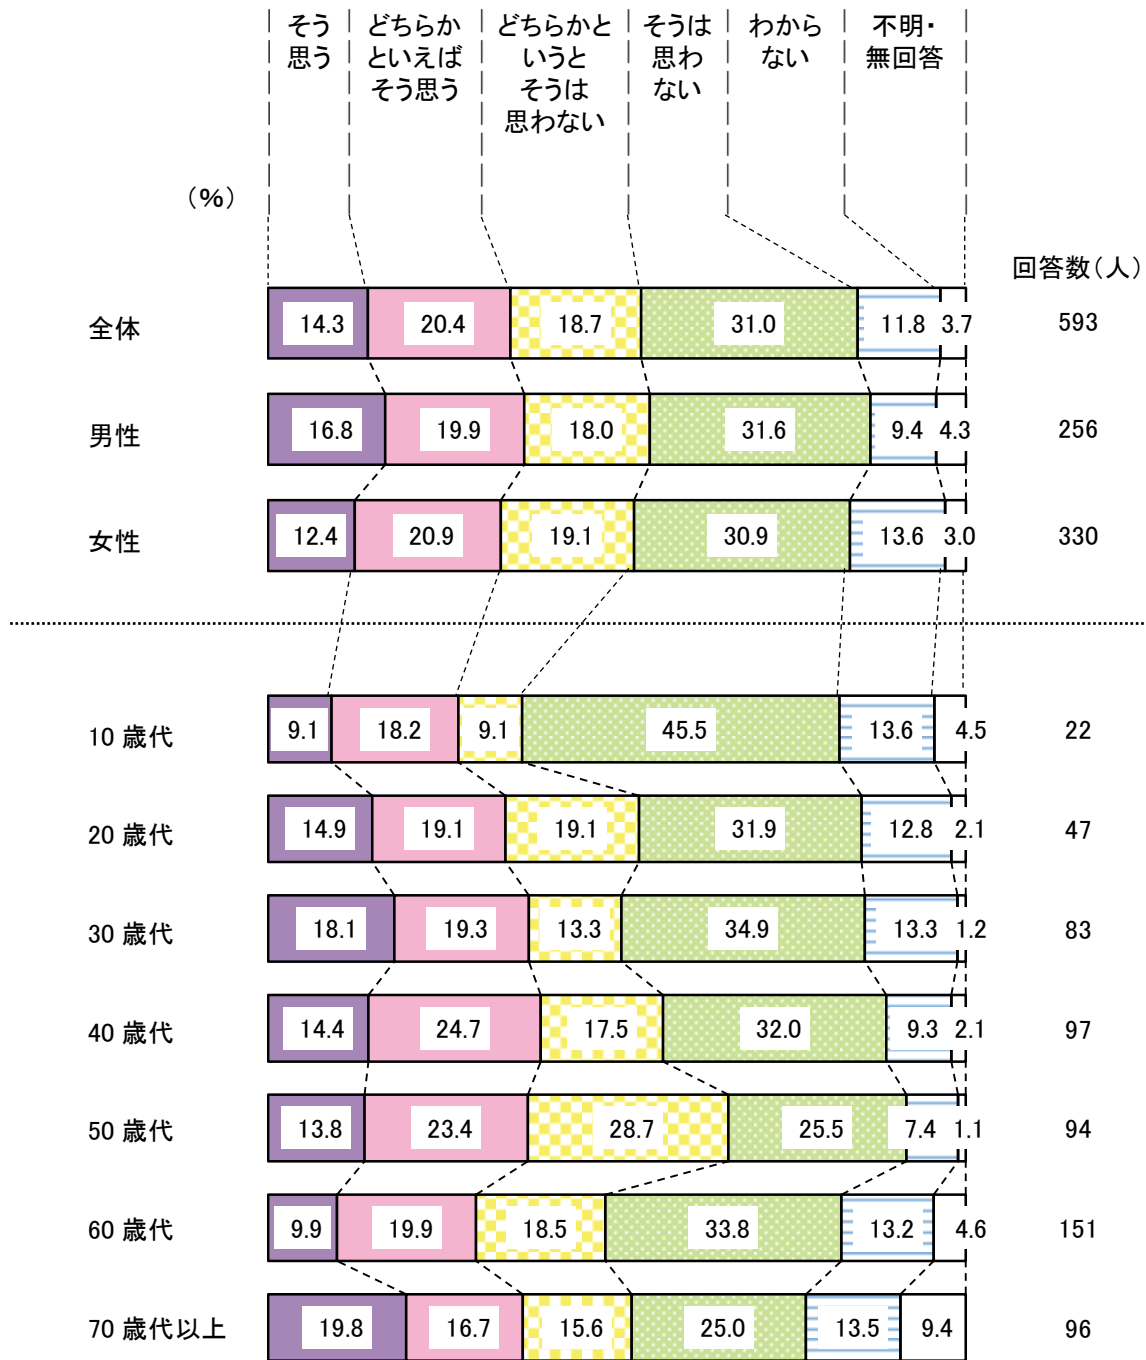 そう
思う
どちらか
といえば
そう思う
どちらかと
いうと
そうは
思わない
そうは
思わ
ない
わから
ない
不明・
無回答
(%)
回答数(人)
全体 14.3 20.4 18.7 31.0 11.8 3.7 593
男性 16.8 19.9 18.0 31.6 9.4 4.3 256
女性 12.4 20.9 19.1 30.9 13.6 3.0 330
10 歳代 9.1 18.2 9.1 45.5 13.6 4.5 22
20 歳代 14.9 19.1 19.1 31.9 12.8 2.1 47
30 歳代 18.1 19.3 13.3 34.9 13.3 1.2 83
40 歳代 14.4 24.7 17.5 32.0 9.3 2.1 97
50 歳代 13.8 23.4 28.7 25.5 7.4 1.1 94
60 歳代 9.9 19.9 18.5 33.8 13.2 4.6 151
70 歳代以上 19.8 16.7 15.6 25.0 13.5 9.4 96